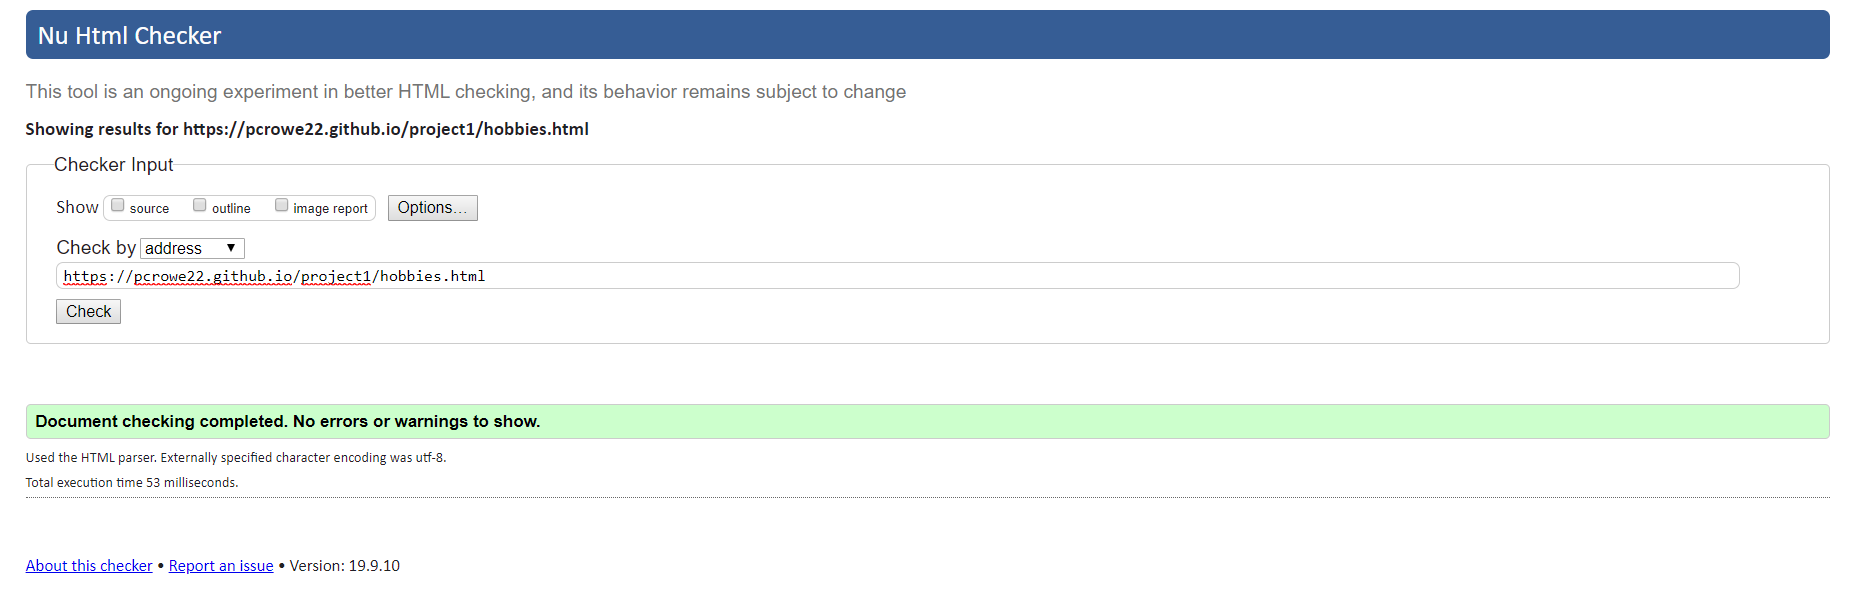 Nu Html Checker
This tool is an ongoing experiment in better HTML checking, and its behavior remains subject to change
Showing results for https://pcrowe22.github.io/project1/hobbies.html
Checker Input
Show source outline image report Options...
Check by address
https://pcrowe22.github.io/project1/hobbies.html
Check
Document checking completed. No errors or warnings to show.
Used the HTML parser. Externally specified character encoding was utf-8.
Total execution time 53 milliseconds.
About this checker • Report an issue • Version: 19.9.10